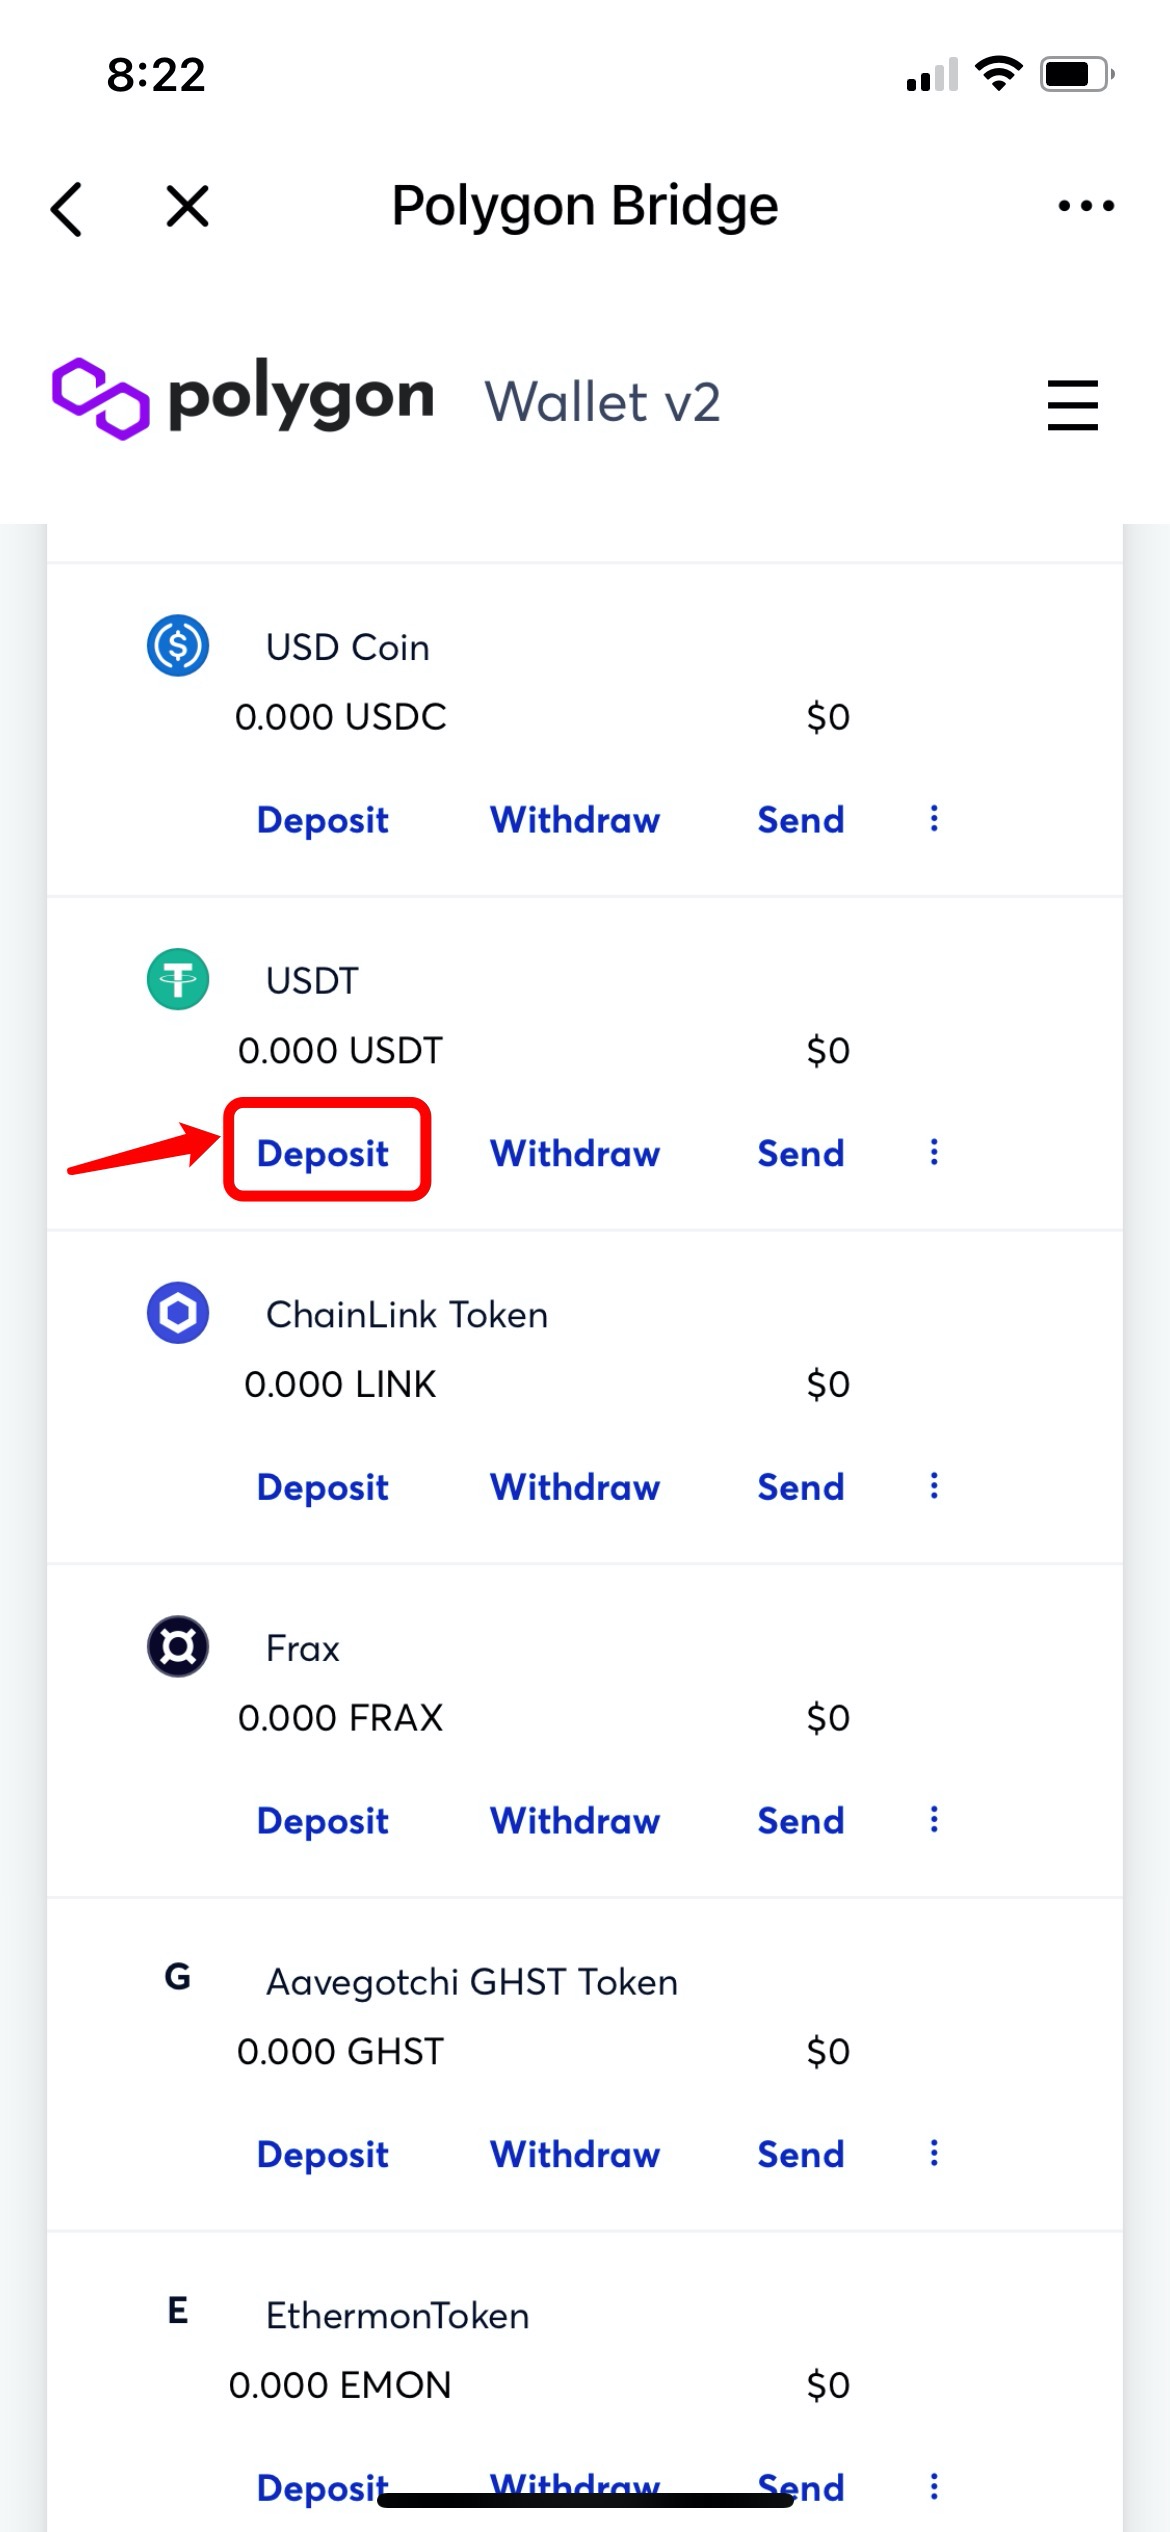 8:22
Polygon Bridge
polygon Wallet v2
USD Coin
0.000 USDC $0
Deposit Withdraw Send
USDT
0.000 USDT $0
Deposit Withdraw Send
ChainLink Token
0.000 LINK $0
Deposit Withdraw Send
Frax
0.000 FRAX $0
Deposit Withdraw Send
G Aavegotchi GHST Token
0.000 GHST $0
Deposit Withdraw Send
E EthermonToken
0.000 EMON $0
Deposit Withdraw Send